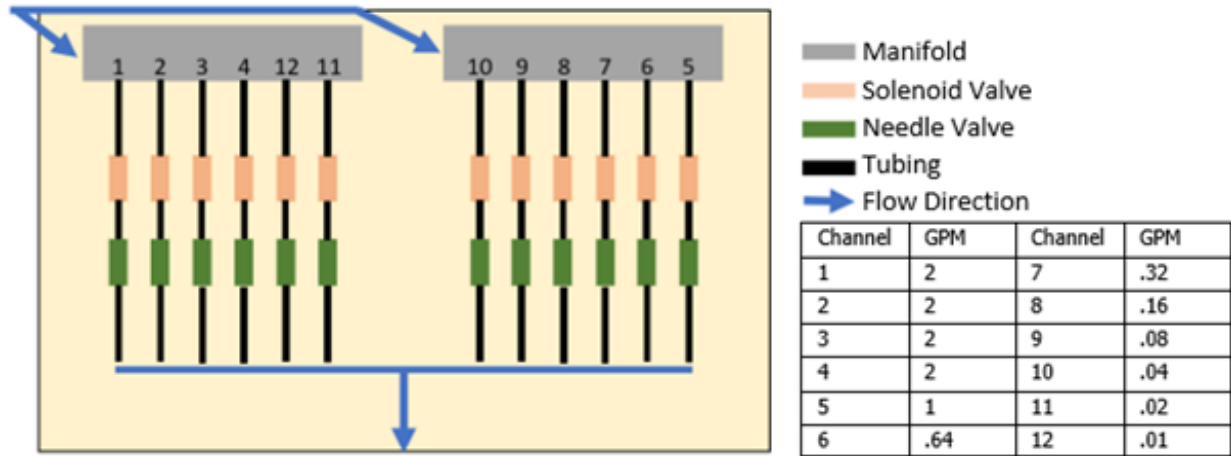 1 2 3 4 12 11
10 9 8 7 6 5
Manifold
Solenoid Valve
Needle Valve
Tubing
Flow Direction
Channel GPM Channel GPM
1 2 7 .32
2 2 8 .16
3 2 9 .08
4 2 10 .04
5 1 11 .02
6 .64 12 .01